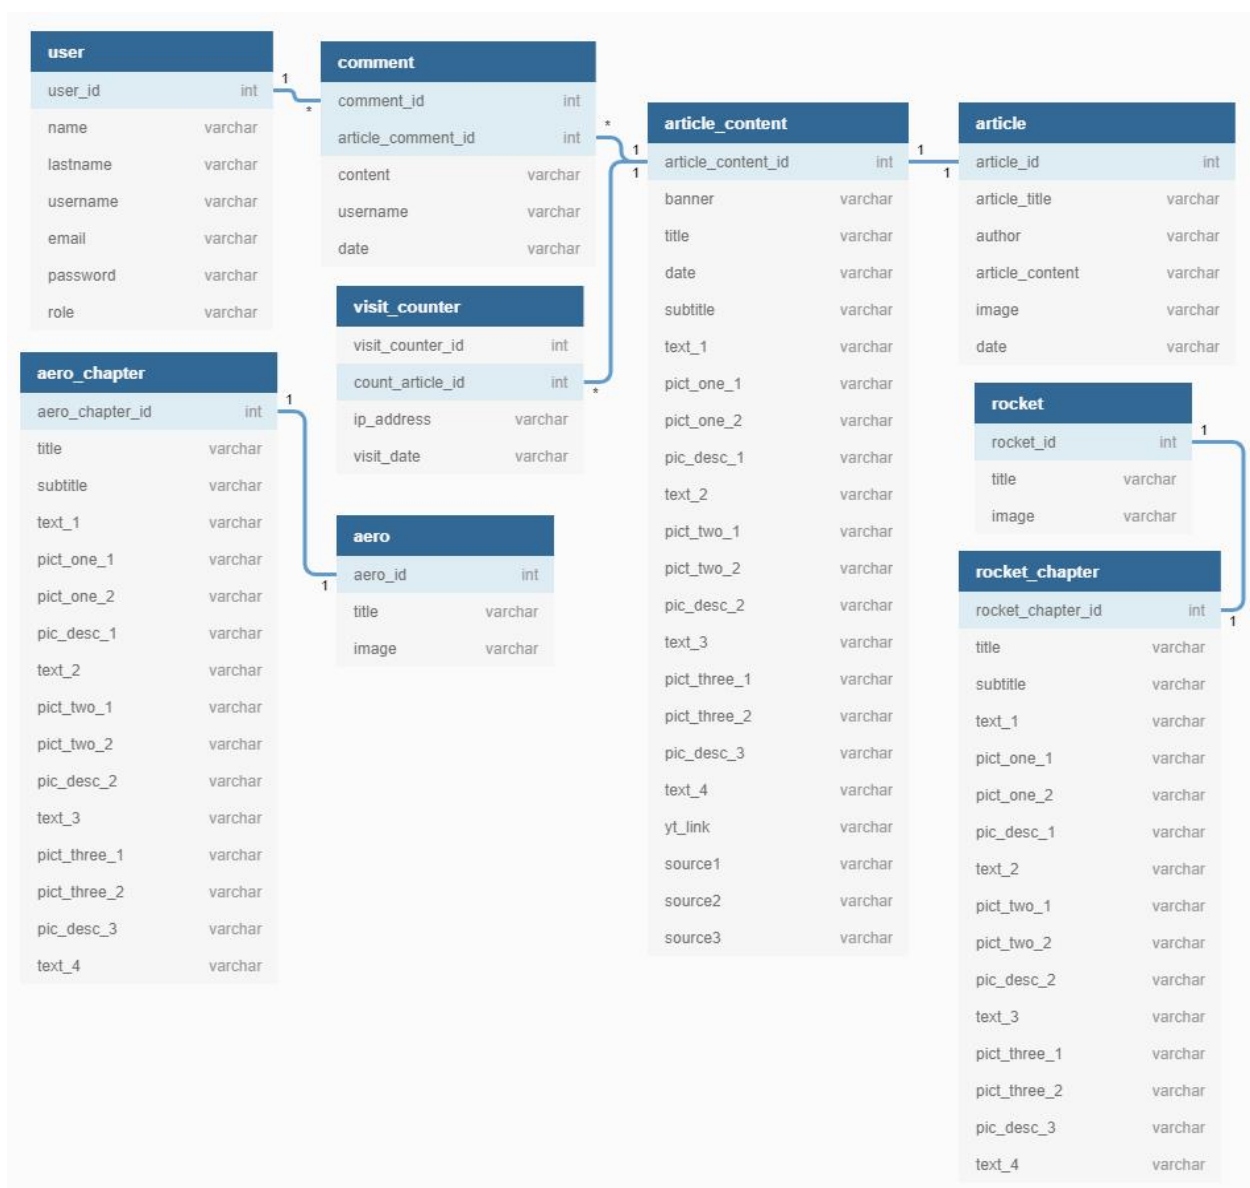 user
user_id int
name varchar
lastname varchar
username varchar
email varchar
password varchar
role varchar
1
*
comment
comment_id int
article_comment_id int
content varchar
username varchar
date varchar
*
1
1
visit_counter
visit_counter_id int
count_article_id int
ip_address varchar
visit_date varchar
*
article_content
article_content_id int
banner varchar
title varchar
date varchar
subtitle varchar
text_1 varchar
pict_one_1 varchar
pict_one_2 varchar
pic_desc_1 varchar
text_2 varchar
pict_two_1 varchar
pict_two_2 varchar
pic_desc_2 varchar
text_3 varchar
pict_three_1 varchar
pict_three_2 varchar
pic_desc_3 varchar
text_4 varchar
yt_link varchar
source1 varchar
source2 varchar
source3 varchar
1
1
article
article_id int
article_title varchar
author varchar
article_content varchar
image varchar
date varchar
aero_chapter
aero_chapter_id int
title varchar
subtitle varchar
text_1 varchar
pict_one_1 varchar
pict_one_2 varchar
pic_desc_1 varchar
text_2 varchar
pict_two_1 varchar
pict_two_2 varchar
pic_desc_2 varchar
text_3 varchar
pict_three_1 varchar
pict_three_2 varchar
pic_desc_3 varchar
text_4 varchar
1
1
aero
aero_id int
title varchar
image varchar
rocket
rocket_id int
title varchar
image varchar
1
1
rocket_chapter
rocket_chapter_id int
title varchar
subtitle varchar
text_1 varchar
pict_one_1 varchar
pict_one_2 varchar
pic_desc_1 varchar
text_2 varchar
pict_two_1 varchar
pict_two_2 varchar
pic_desc_2 varchar
text_3 varchar
pict_three_1 varchar
pict_three_2 varchar
pic_desc_3 varchar
text_4 varchar